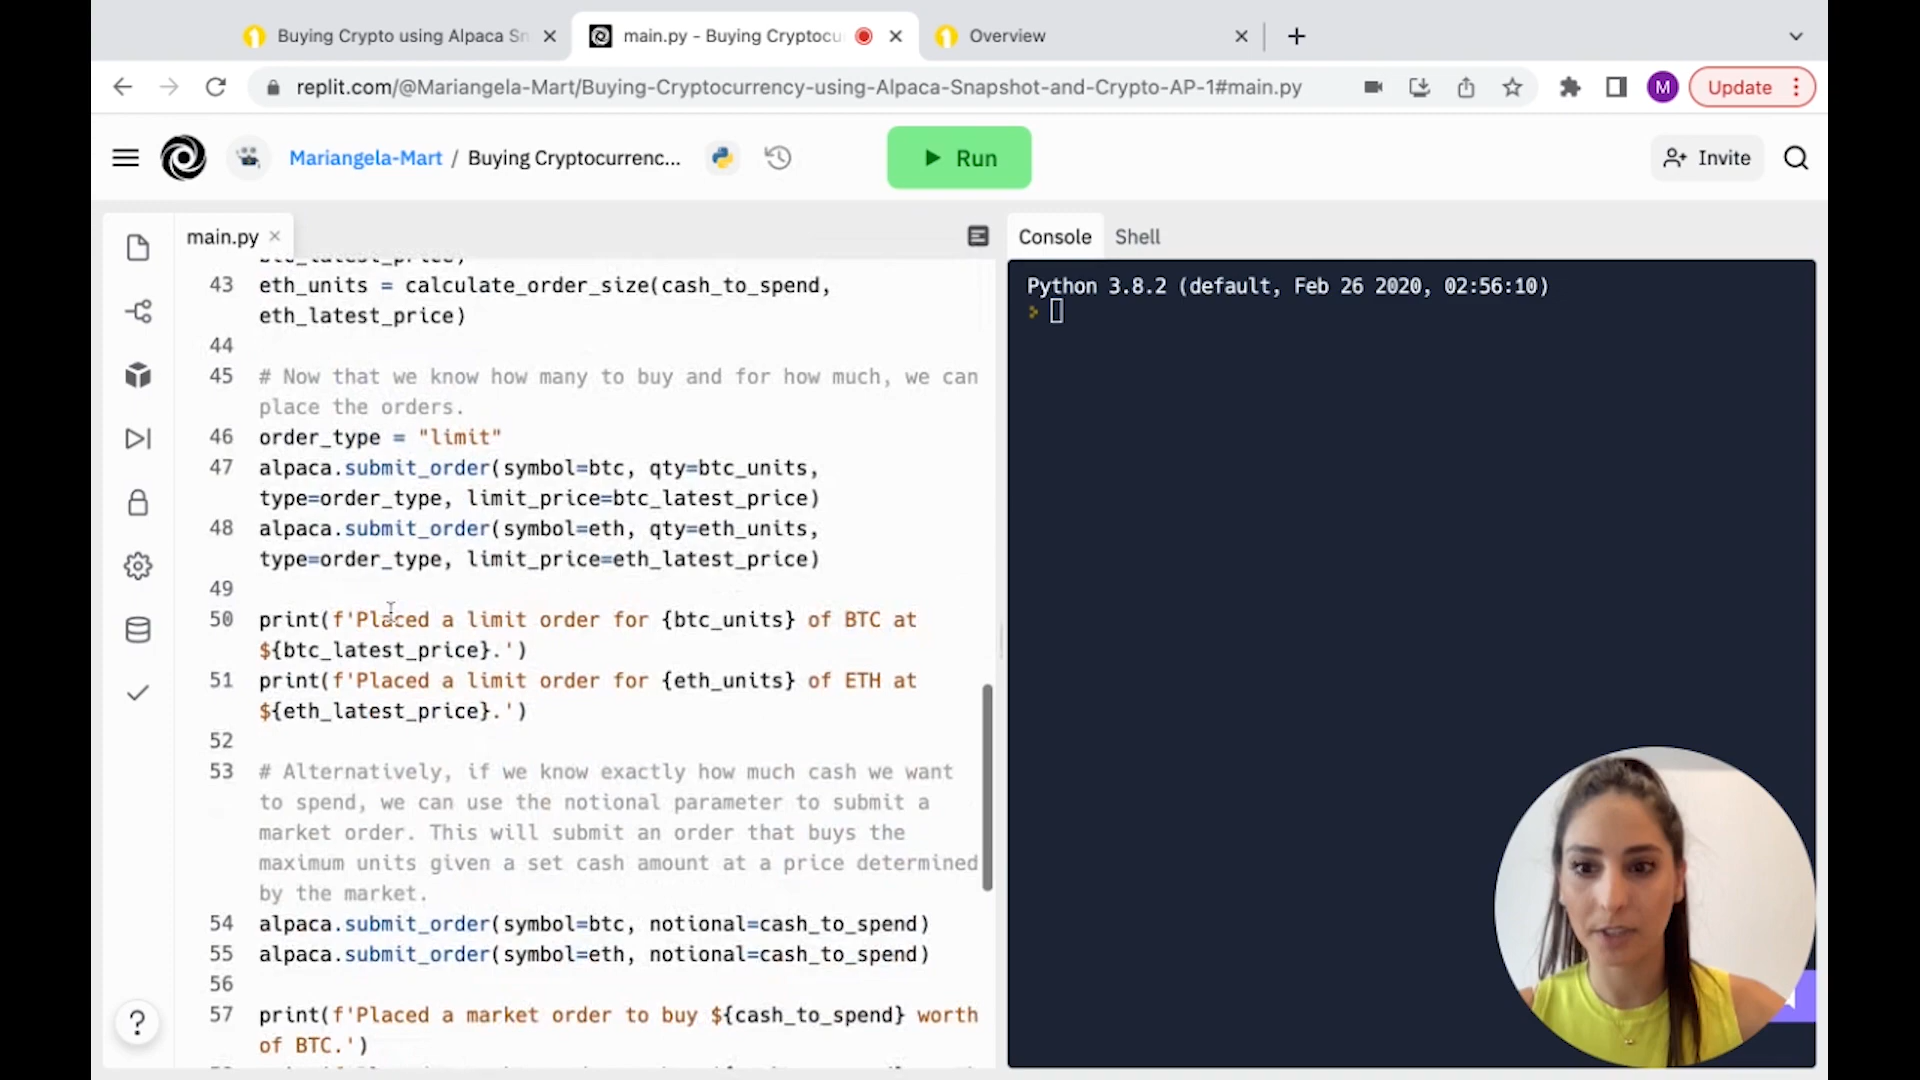 Buying Crypto using Alpaca Sn
main.py - Buying Cryptocu
Overview
replit.com/@Mariangela-Mart/Buying-Cryptocurrency-using-Alpaca-Snapshot-and-Crypto-AP-1#main.py
M
Update
Mariangela-Mart / Buying Cryptocurrenc...
Run
Invite
main.py
Console
Shell
btc_latest_price)
43 eth_units = calculate_order_size(cash_to_spend,
eth_latest_price)
44
45 # Now that we know how many to buy and for how much, we can
place the orders.
46 order_type = "limit"
47 alpaca.submit_order(symbol=btc, qty=btc_units,
type=order_type, limit_price=btc_latest_price)
48 alpaca.submit_order(symbol=eth, qty=eth_units,
type=order_type, limit_price=eth_latest_price)
49
50 print(f'Placed a limit order for {btc_units} of BTC at
${btc_latest_price}.')
51 print(f'Placed a limit order for {eth_units} of ETH at
${eth_latest_price}.')
52
53 # Alternatively, if we know exactly how much cash we want
to spend, we can use the notional parameter to submit a
market order. This will submit an order that buys the
maximum units given a set cash amount at a price determined
by the market.
54 alpaca.submit_order(symbol=btc, notional=cash_to_spend)
55 alpaca.submit_order(symbol=eth, notional=cash_to_spend)
56
57 print(f'Placed a market order to buy ${cash_to_spend} worth
of BTC.')
Python 3.8.2 (default, Feb 26 2020, 02:56:10)
?